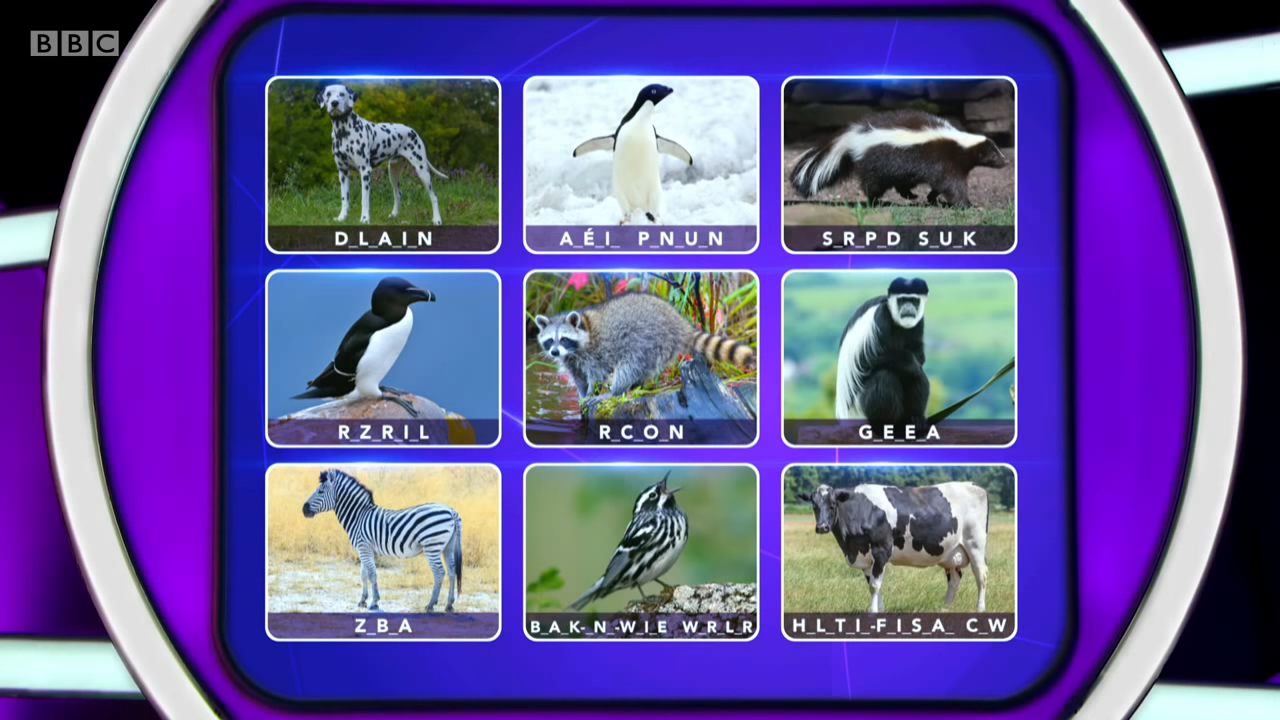 BBC
D_L_A_I_N
A_É_I_ P_N_U_N
S_R_P_D S_U_K
R_Z_R_I_L
R_C_O_N
G_E_E_A
Z_B_A
B_A_K-_N_-W_I_E W_R_L_R
H_L_T_I_-F_I_S_A_ C_W